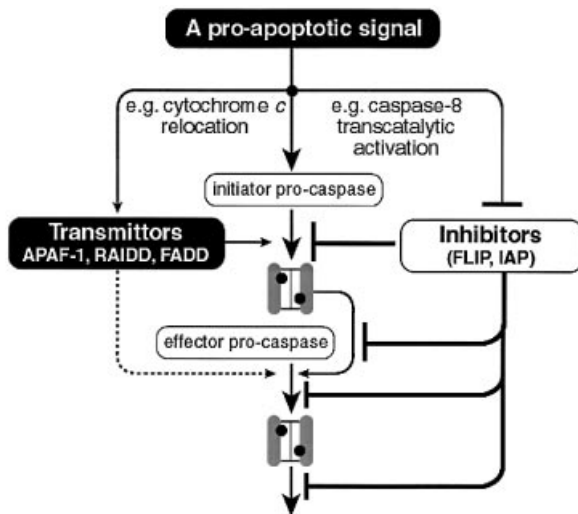 A pro-apoptotic signal
e.g. cytochrome c
relocation
e.g. caspase-8
transcatalytic
activation
initiator pro-caspase
Transmittors
APAF-1, RAIDD, FADD
Inhibitors
(FLIP, IAP)
effector pro-caspase